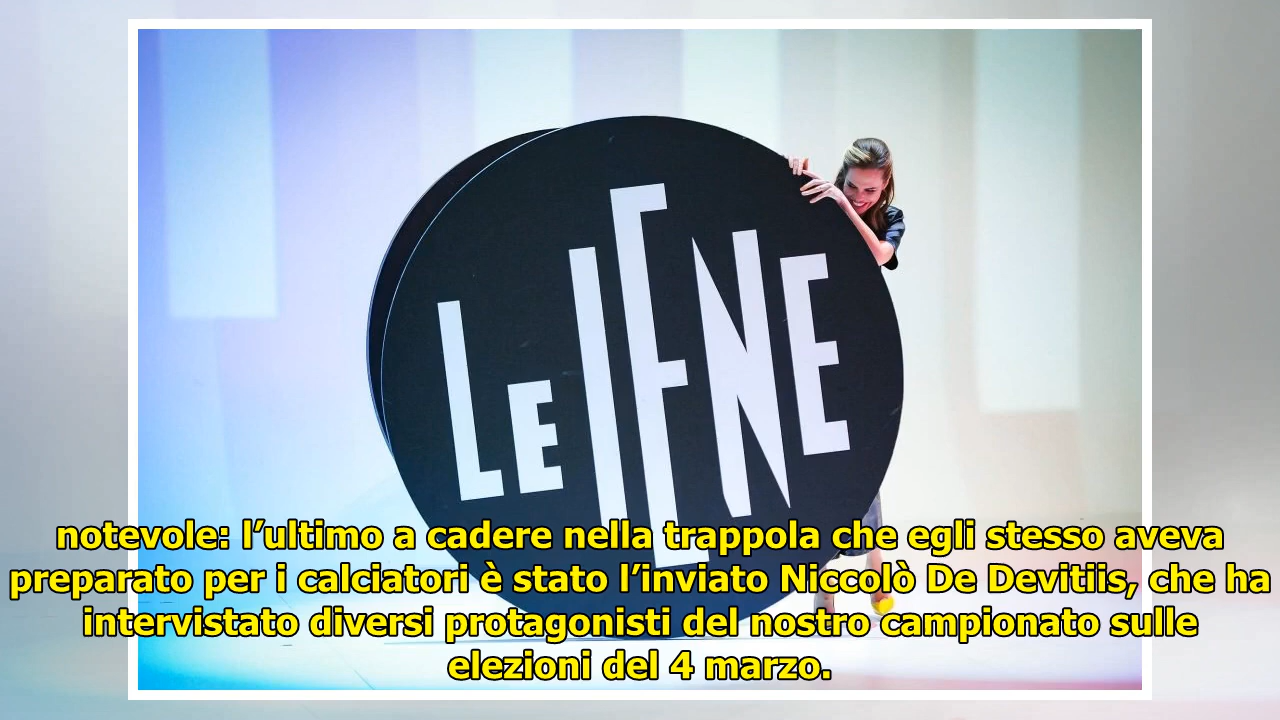 LE IENE
notevole: l’ultimo a cadere nella trappola che egli stesso aveva
preparato per i calciatori è stato l’inviato Niccolò De Devitiis, che ha
intervistato diversi protagonisti del nostro campionato sulle
elezioni del 4 marzo.